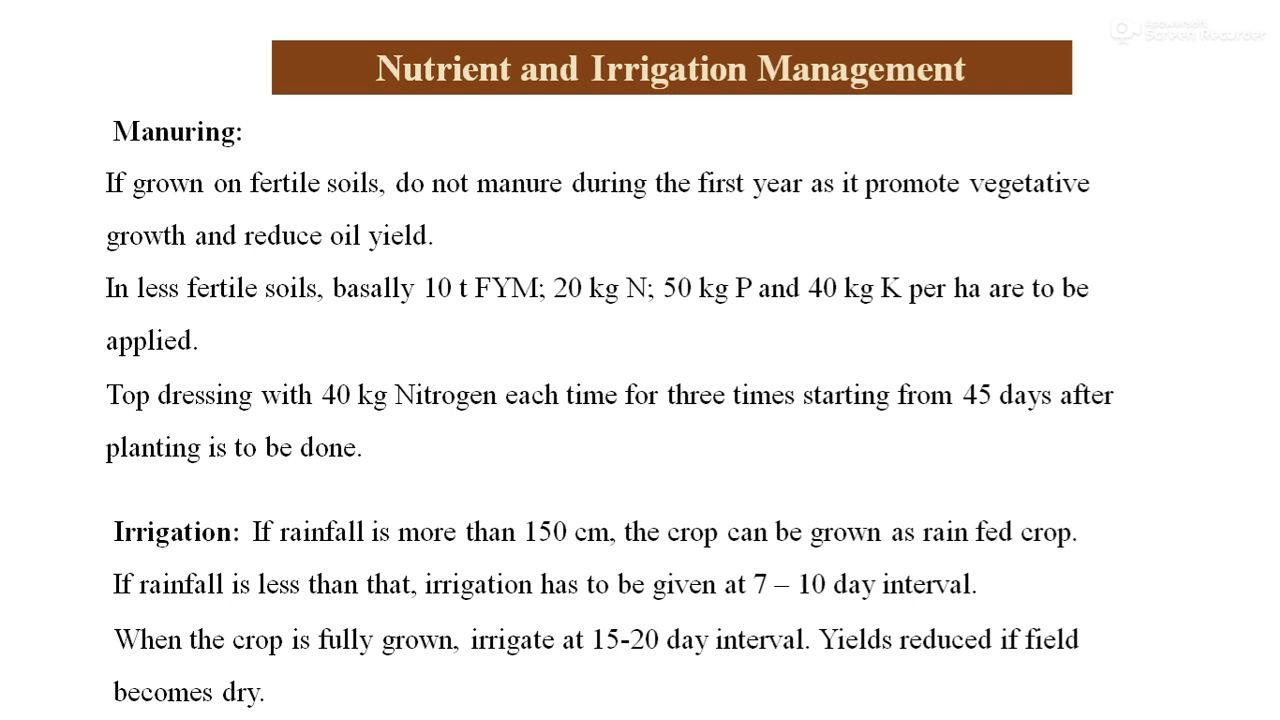 Apowersoft
Screen Recorder
Nutrient and Irrigation Management
Manuring:
If grown on fertile soils, do not manure during the first year as it promote vegetative
growth and reduce oil yield.
In less fertile soils, basally 10 t FYM; 20 kg N; 50 kg P and 40 kg K per ha are to be
applied.
Top dressing with 40 kg Nitrogen each time for three times starting from 45 days after
planting is to be done.
Irrigation: If rainfall is more than 150 cm, the crop can be grown as rain fed crop.
If rainfall is less than that, irrigation has to be given at 7 – 10 day interval.
When the crop is fully grown, irrigate at 15-20 day interval. Yields reduced if field
becomes dry.